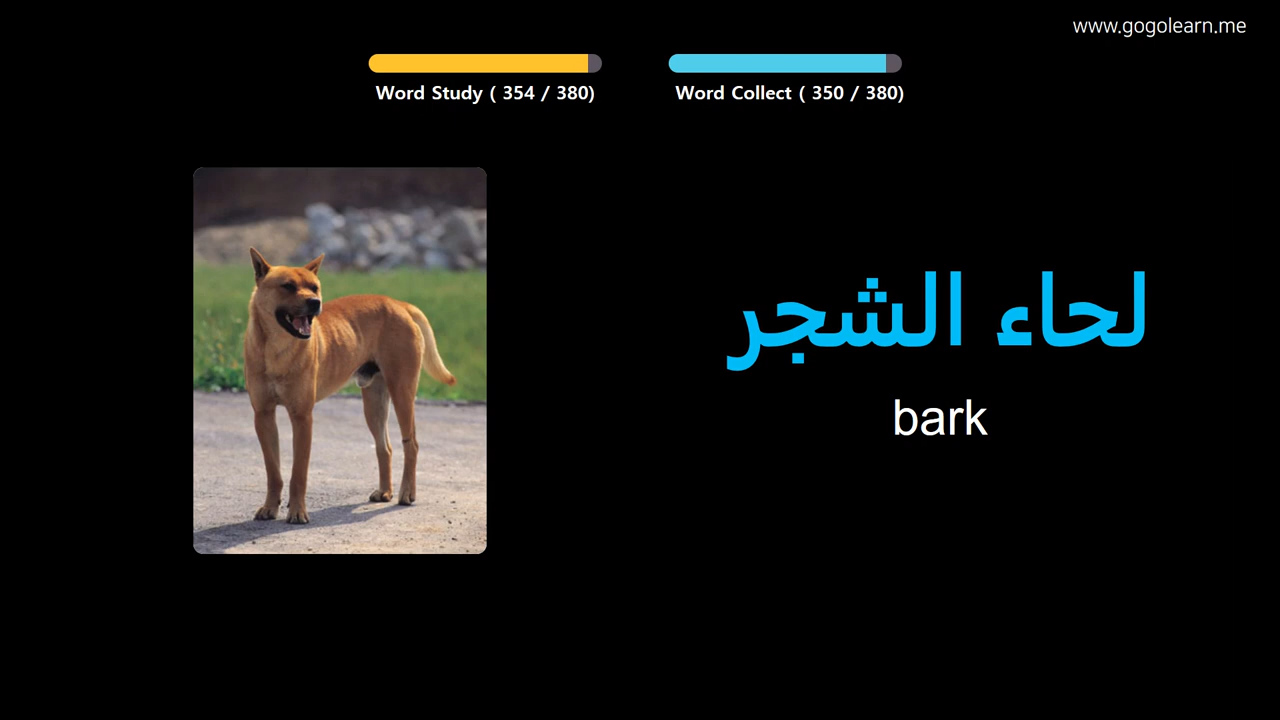 www.gogolearn.me
Word Study ( 354 / 380)
Word Collect ( 350 / 380)
لحاء الشجر
bark